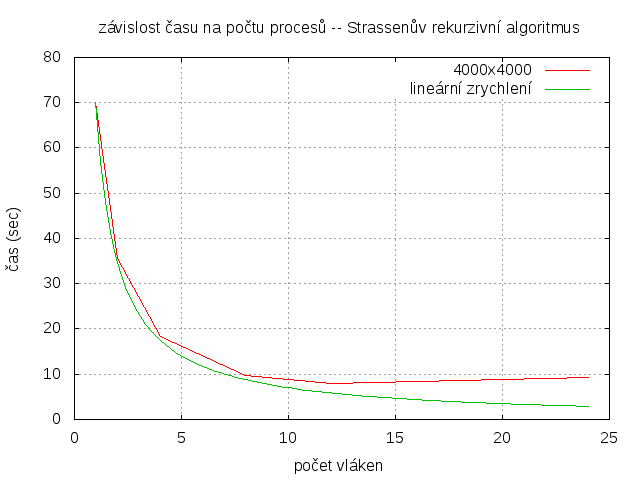 závislost času na počtu procesů -- Strassenův rekurzivní algoritmus
4000x4000
lineární zrychlení
80
70
60
50
40
30
20
10
0
čas (sec)
0 5 10 15 20 25
počet vláken